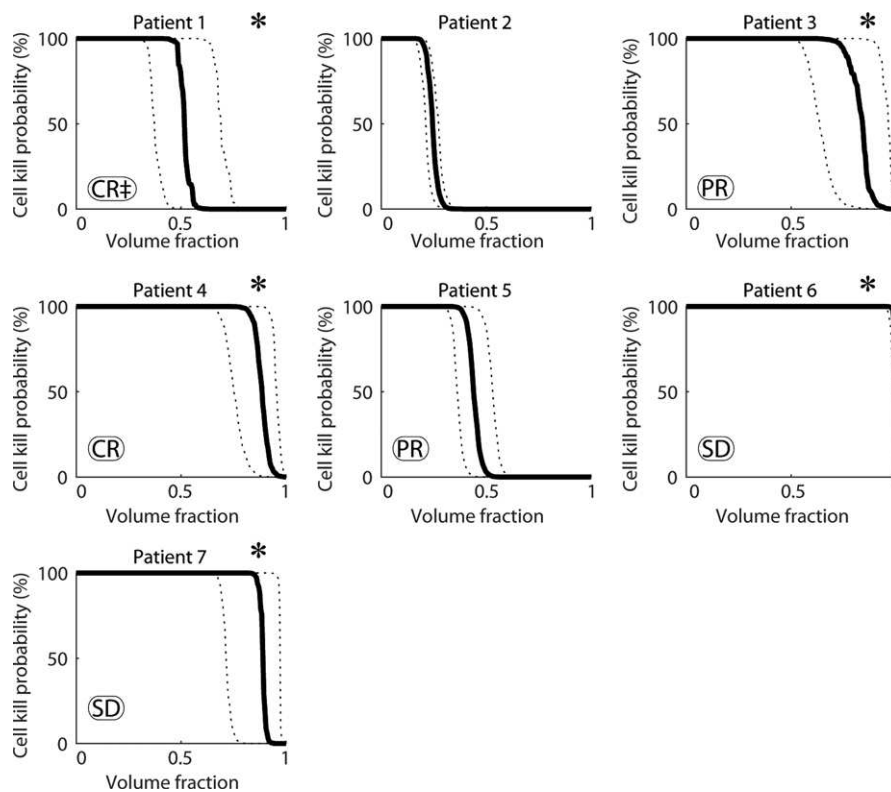 Patient 1 *
Cell kill probability (%)
100
50
0
CR‡
0 0.5 1
Volume fraction
Patient 2
Cell kill probability (%)
100
50
0
0 0.5 1
Volume fraction
Patient 3 *
Cell kill probability (%)
100
50
0
PR
0 0.5 1
Volume fraction
Patient 4 *
Cell kill probability (%)
100
50
0
CR
0 0.5 1
Volume fraction
Patient 5
Cell kill probability (%)
100
50
0
PR
0 0.5 1
Volume fraction
Patient 6 *
Cell kill probability (%)
100
50
0
SD
0 0.5 1
Volume fraction
Patient 7 *
Cell kill probability (%)
100
50
0
SD
0 0.5 1
Volume fraction